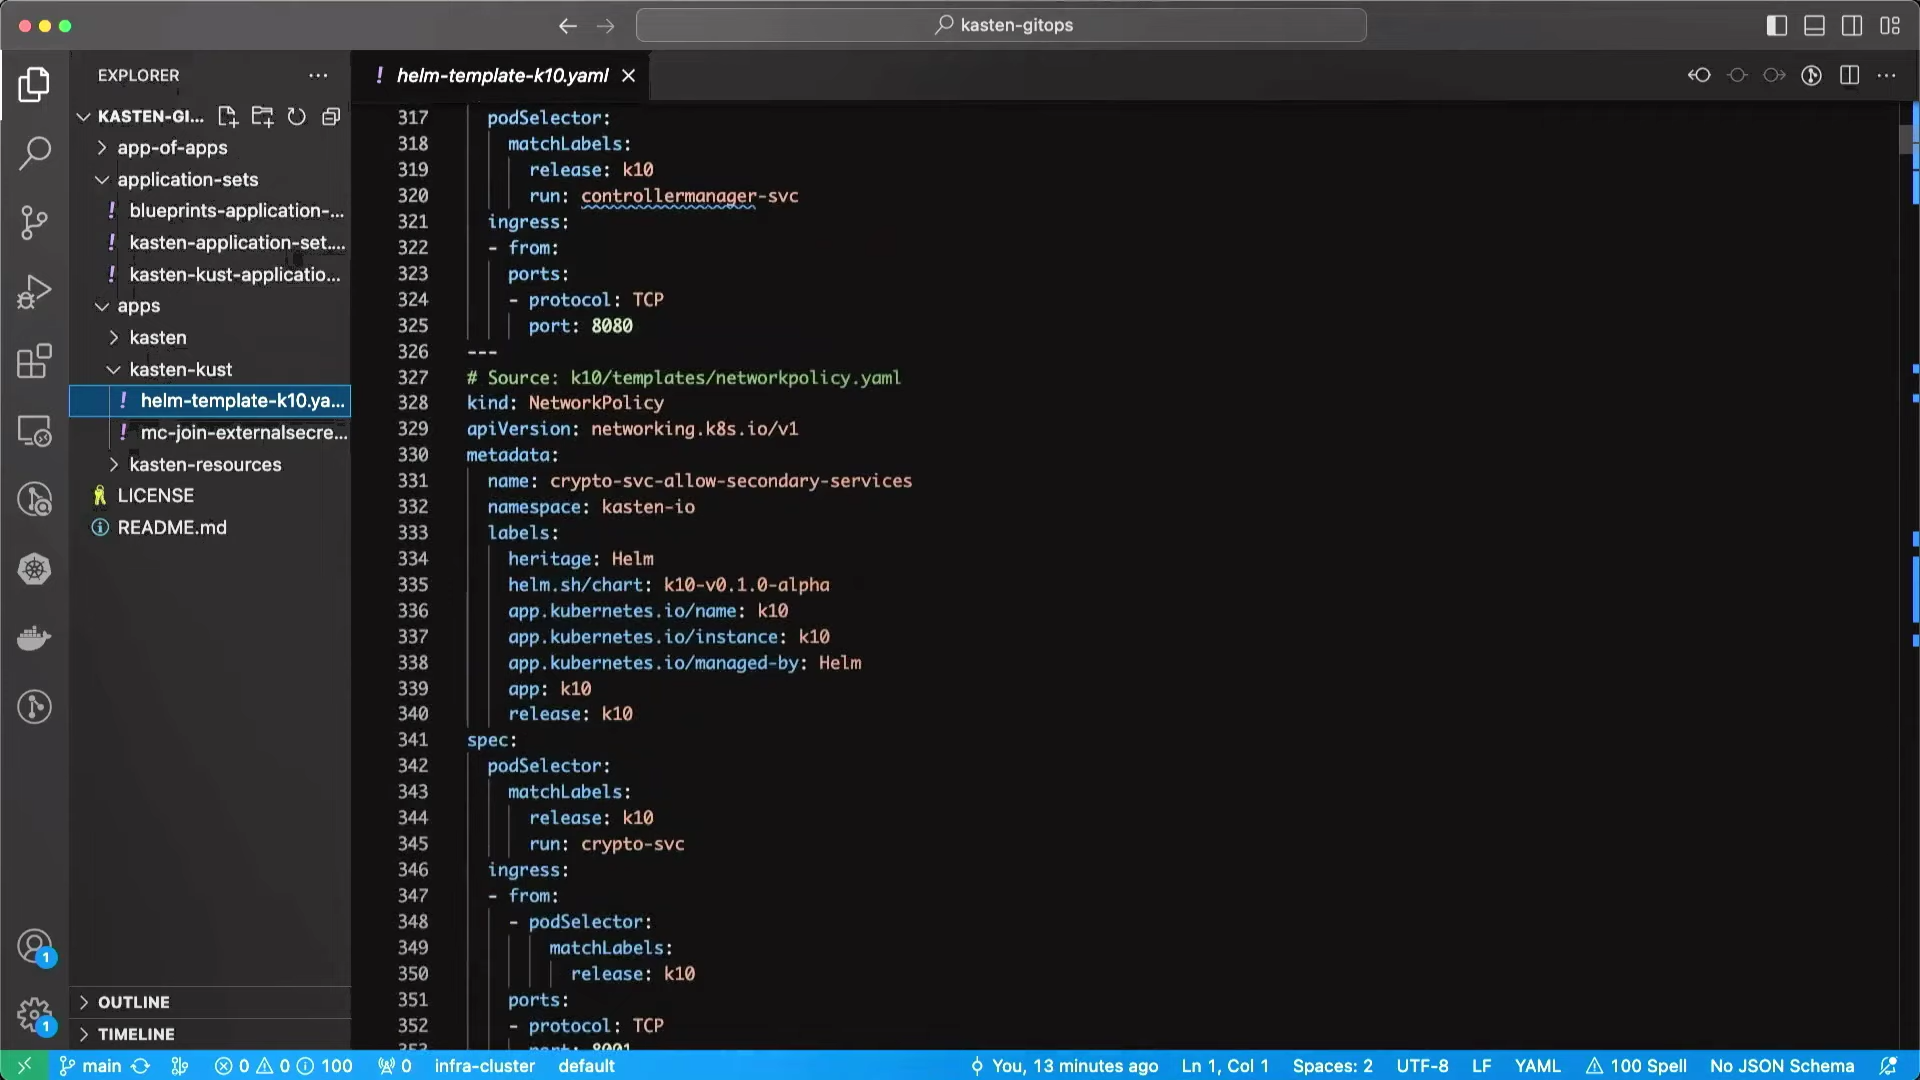 kasten-gitops
EXPLORER
helm-template-k10.yaml
KASTEN-GI...
app-of-apps
application-sets
blueprints-application-...
kasten-application-set....
kasten-kust-applicatio...
apps
kasten
kasten-kust
helm-template-k10.ya...
mc-join-externalsecre...
kasten-resources
LICENSE
README.md
OUTLINE
TIMELINE
317 podSelector:
318 matchLabels:
319 release: k10
320 run: controllermanager-svc
321 ingress:
322 - from:
323 ports:
324 - protocol: TCP
325 port: 8080
326 ---
327 # Source: k10/templates/networkpolicy.yaml
328 kind: NetworkPolicy
329 apiVersion: networking.k8s.io/v1
330 metadata:
331 name: crypto-svc-allow-secondary-services
332 namespace: kasten-io
333 labels:
334 heritage: Helm
335 helm.sh/chart: k10-v0.1.0-alpha
336 app.kubernetes.io/name: k10
337 app.kubernetes.io/instance: k10
338 app.kubernetes.io/managed-by: Helm
339 app: k10
340 release: k10
341 spec:
342 podSelector:
343 matchLabels:
344 release: k10
345 run: crypto-svc
346 ingress:
347 - from:
348 - podSelector:
349 matchLabels:
350 release: k10
351 ports:
352 - protocol: TCP
353 port: 8001
1
1
main 0 0 100 0 infra-cluster default You, 13 minutes ago Ln 1, Col 1 Spaces: 2 UTF-8 LF YAML 100 Spell No JSON Schema